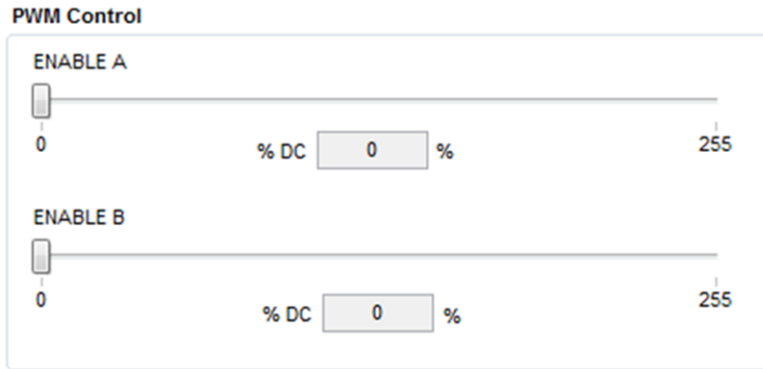 PWM Control
ENABLE A
0 255
% DC 0 %
ENABLE B
0 255
% DC 0 %